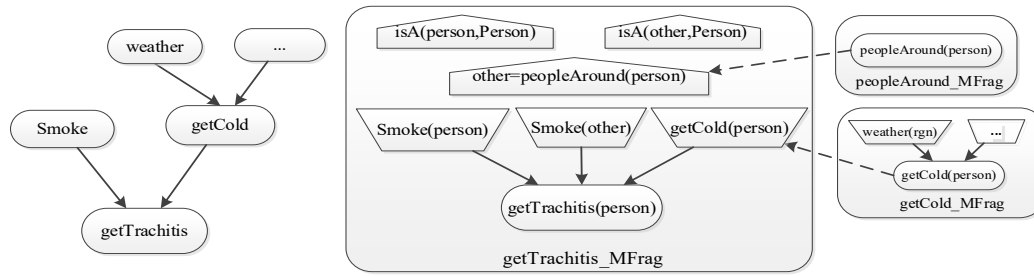 weather
...
Smoke
getCold
getTrachitis
isA(person,Person)
isA(other,Person)
other=peopleAround(person)
Smoke(person)
Smoke(other)
getCold(person)
getTrachitis(person)
getTrachitis_MFrag
peopleAround(person)
peopleAround_MFrag
weather(rgn)
...
getCold(person)
getCold_MFrag